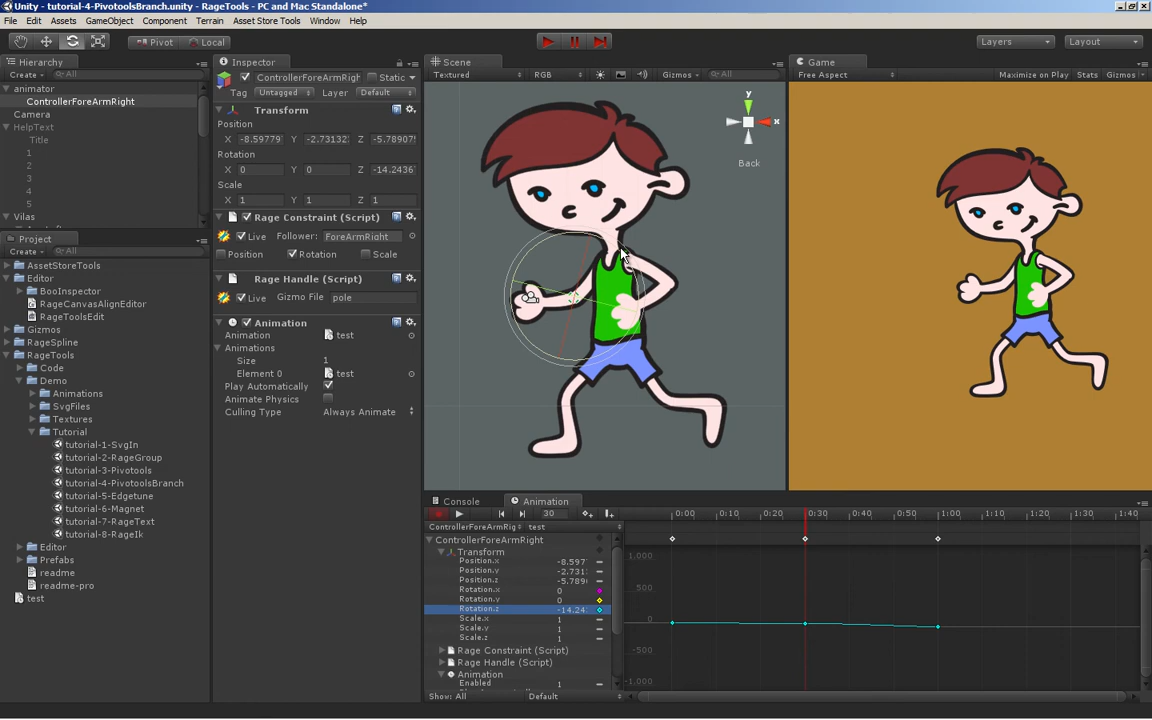 Unity - tutorial-4-PivotoolsBranch.unity - RageTools - PC and Mac Standalone*
File Edit Assets GameObject Component Terrain Asset Store Tools Window Help
Pivot Local Layers Layout
Hierarchy
Create All
animator
ControllerForeArmRight
Camera
HelpText
Title
1
2
3
4
5
Vilas
Project
Create All
AssetStoreTools
Editor
BooInspector
RageCanvasAlignEditor
RageToolsEdit
Gizmos
RageSpline
RageTools
Code
Demo
Animations
SvgFiles
Textures
Tutorial
tutorial-1-SvgIn
tutorial-2-RageGroup
tutorial-3-Pivotools
tutorial-4-PivotoolsBranch
tutorial-5-Edgetune
tutorial-6-Magnet
tutorial-7-RageText
tutorial-8-RageIk
Editor
Prefabs
readme
readme-pro
test
Inspector
ControllerForeArmRigh Static
Tag Untagged Layer Default
Transform
Position
X -8.59779 Y -2.73132 Z -5.78907
Rotation
X 0 Y 0 Z -14.2436
Scale
X 1 Y 1 Z 1
Rage Constraint (Script)
Live Follower: ForeArmRight
Position Rotation Scale
Rage Handle (Script)
Live Gizmo File pole
Animation
Animation test
Animations
Size 1
Element 0 test
Play Automatically
Animate Physics
Culling Type Always Animate
Scene
Textured RGB Gizmos All
y
x
Back
Game
Free Aspect Maximize on Play Stats Gizmos
Console Animation
30 0:00 0:10 0:20 0:30 0:40 0:50 1:00 1:10 1:20 1:30 1:40
ControllerForeArmRig test
ControllerForeArmRight
Transform
Position.x -8.597
Position.y -2.731
Position.z -5.789
Rotation.x 0
Rotation.y 0
Rotation.z -14.24
Scale.x 1
Scale.y 1
Scale.z 1
Rage Constraint (Script)
Rage Handle (Script)
Animation
Enabled 1
Show: All Default
1,000
500
0
-500
-1,000